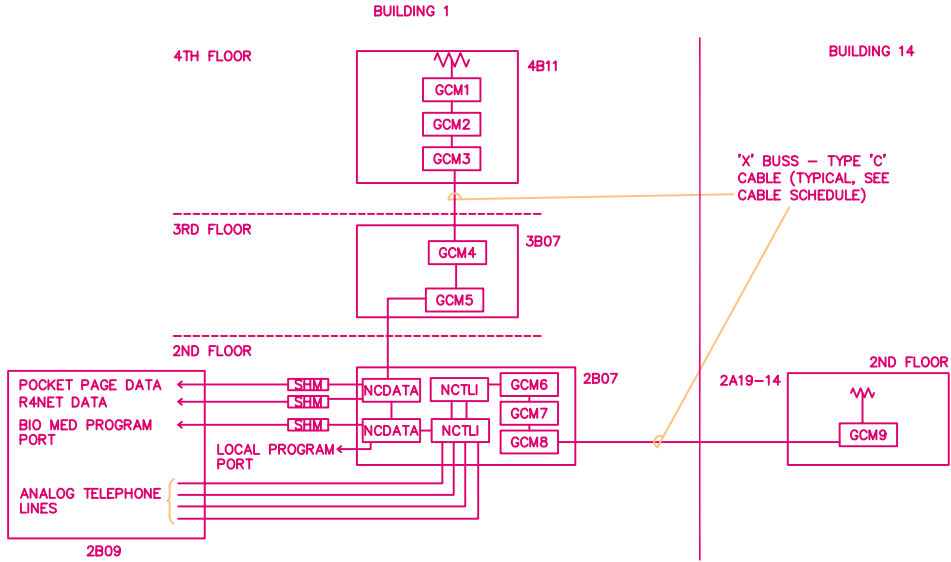 BUILDING 1
4TH FLOOR
4B11
BUILDING 14
GCM1
GCM2
GCM3
'X' BUSS – TYPE 'C'
CABLE (TYPICAL, SEE
CABLE SCHEDULE)
3RD FLOOR
3B07
GCM4
GCM5
2ND FLOOR
2ND FLOOR
2B07
2A19–14
POCKET PAGE DATA
SHM
NCDATA
NCTLI
GCM6
R4NET DATA
SHM
GCM7
BIO MED PROGRAM
PORT
SHM
NCDATA
NCTLI
GCM8
GCM9
LOCAL PROGRAM
PORT
ANALOG TELEPHONE
LINES
2B09